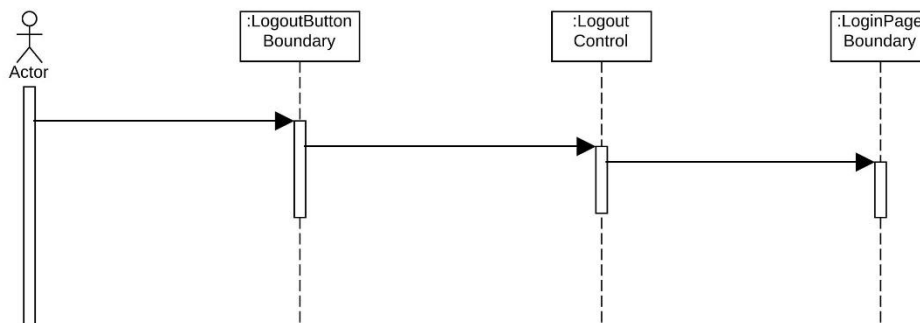 :LogoutButton
Boundary
:Logout
Control
:LoginPage
Boundary
Actor